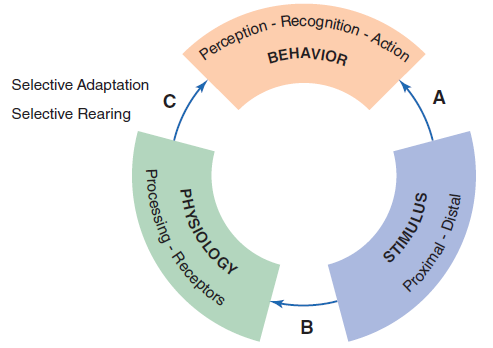 Perception - Recognition - Action
BEHAVIOR
Selective Adaptation
Selective Rearing
C
A
PHYSIOLOGY
Processing - Receptors
STIMULUS
Proximal - Distal
B